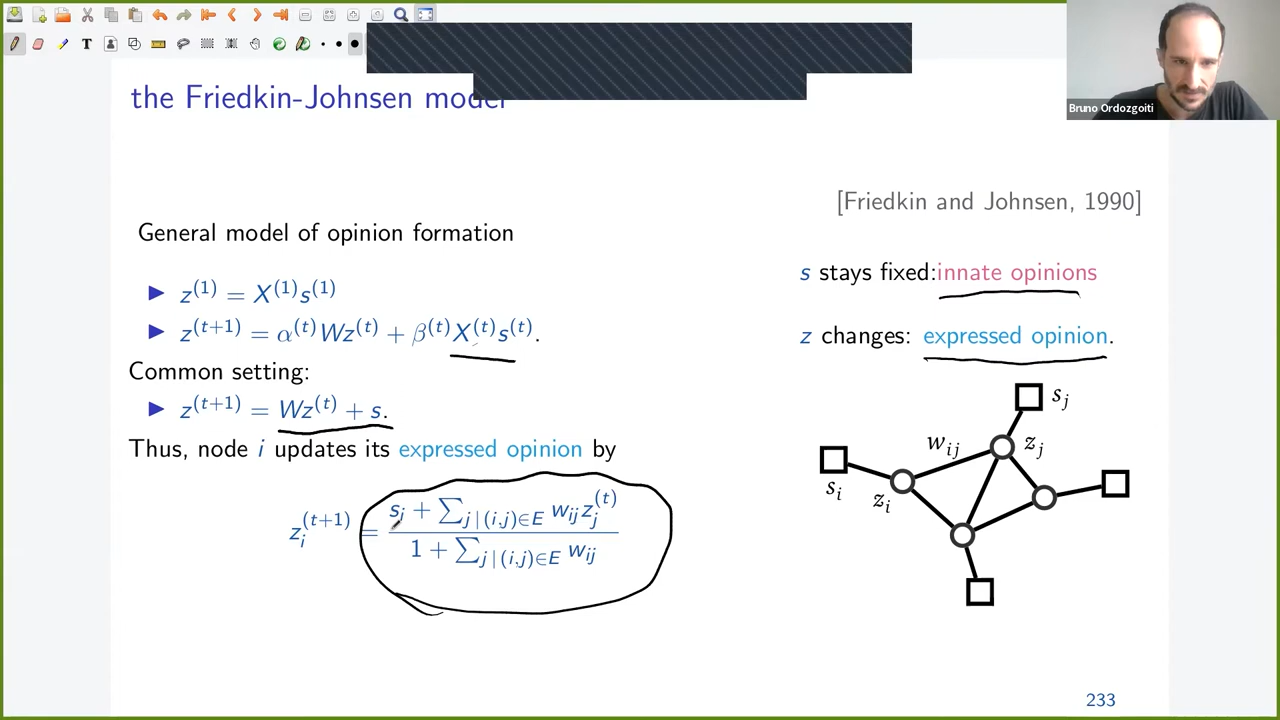 the Friedkin-Johnsen model
Bruno Ordozgoiti
[Friedkin and Johnsen, 1990]
General model of opinion formation
▶ z^(1) = X^(1)s^(1)
▶ z^(t+1) = α^(t)Wz^(t) + β^(t)X^(t)s^(t).
Common setting:
▶ z^(t+1) = Wz^(t) + s.
Thus, node i updates its expressed opinion by
z_i^(t+1) = (s_i + ∑_{j | (i,j)∈E} w_ij z_j^(t)) / (1 + ∑_{j | (i,j)∈E} w_ij)
s stays fixed:innate opinions
z changes: expressed opinion.
s_j
w_ij z_j
s_i z_i
233